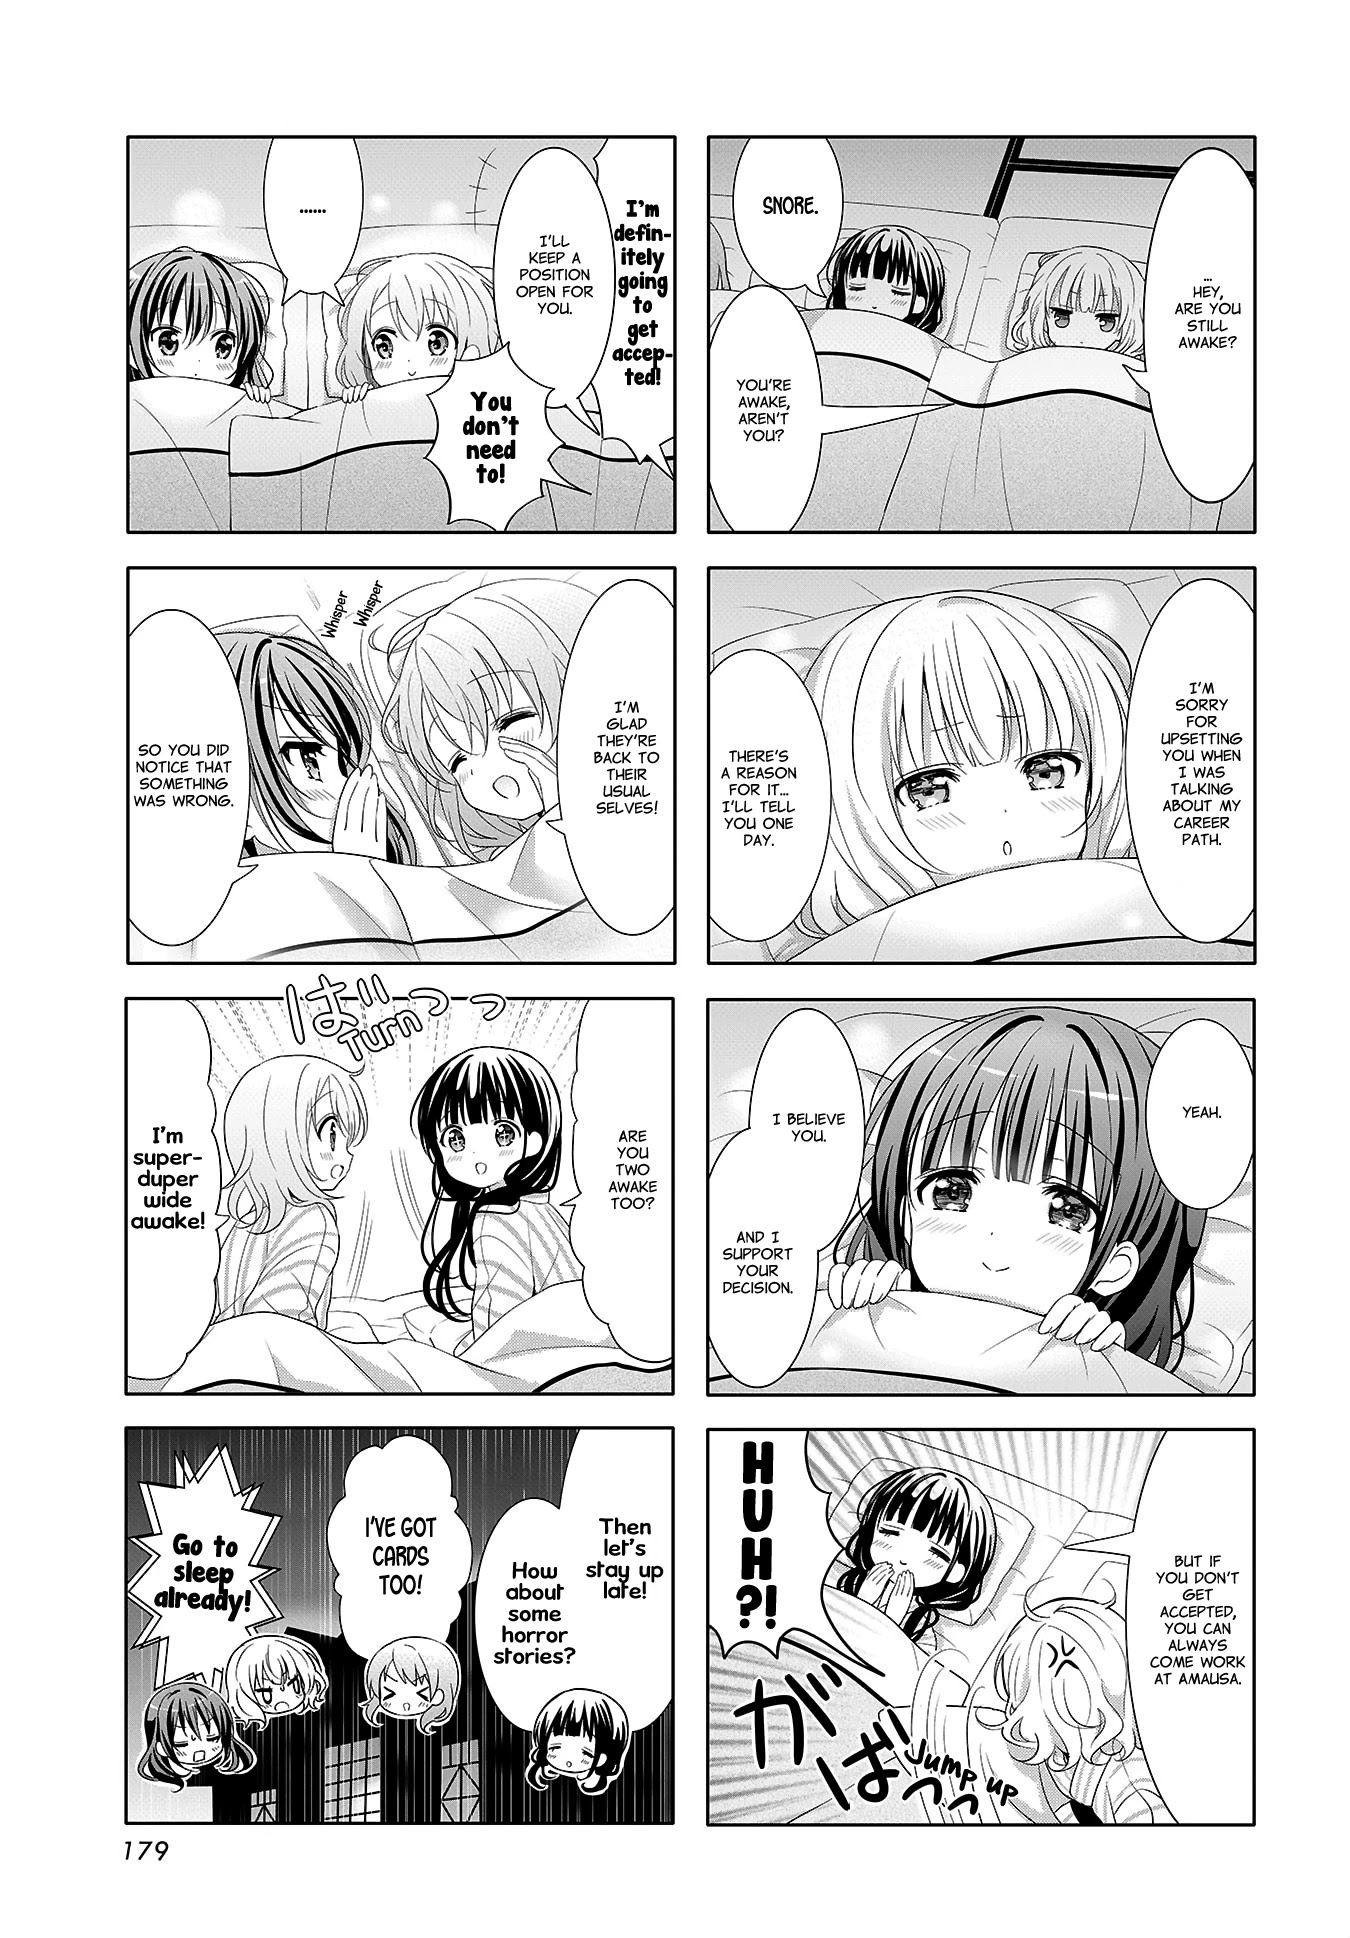 ...
HEY,
ARE YOU
STILL
AWAKE?
SNORE.
YOU'RE
AWAKE,
AREN'T
YOU?
I'M
SORRY
FOR
UPSETTING
YOU WHEN
I WAS
TALKING
ABOUT MY
CAREER
PATH.
THERE'S
A REASON
FOR IT...
I'LL TELL
YOU ONE
DAY.
YEAH.
I BELIEVE
YOU.
AND I
SUPPORT
YOUR
DECISION.
BUT IF
YOU DON'T
GET
ACCEPTED,
YOU CAN
ALWAYS
COME WORK
AT AMAUSA.
HUH?!
がばっっ
Jump up
I'm
defin-
itely
going
to
get
accep-
ted!
I'LL
KEEP A
POSITION
OPEN FOR
YOU.
You
don't
need
to!
......
I'M
GLAD
THEY'RE
BACK TO
THEIR
USUAL
SELVES!
Whisper
Whisper
SO YOU DID
NOTICE THAT
SOMETHING
WAS WRONG.
ばっっ
Turn
ARE
YOU
TWO
AWAKE
TOO?
I'm
super-
duper
wide
awake!
Then
let's
stay up
late!
How
about
some
horror
stories?
I'VE GOT
CARDS
TOO!
Go to
sleep
already!
179